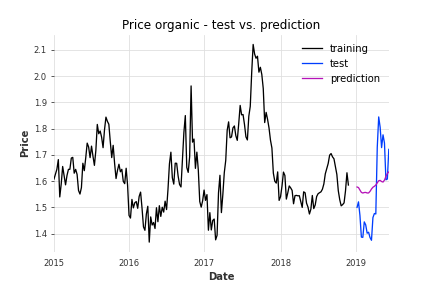 Price organic - test vs. prediction
training
test
prediction
Price
2.1
2.0
1.9
1.8
1.7
1.6
1.5
1.4
2015
2016
2017
2018
2019
Date